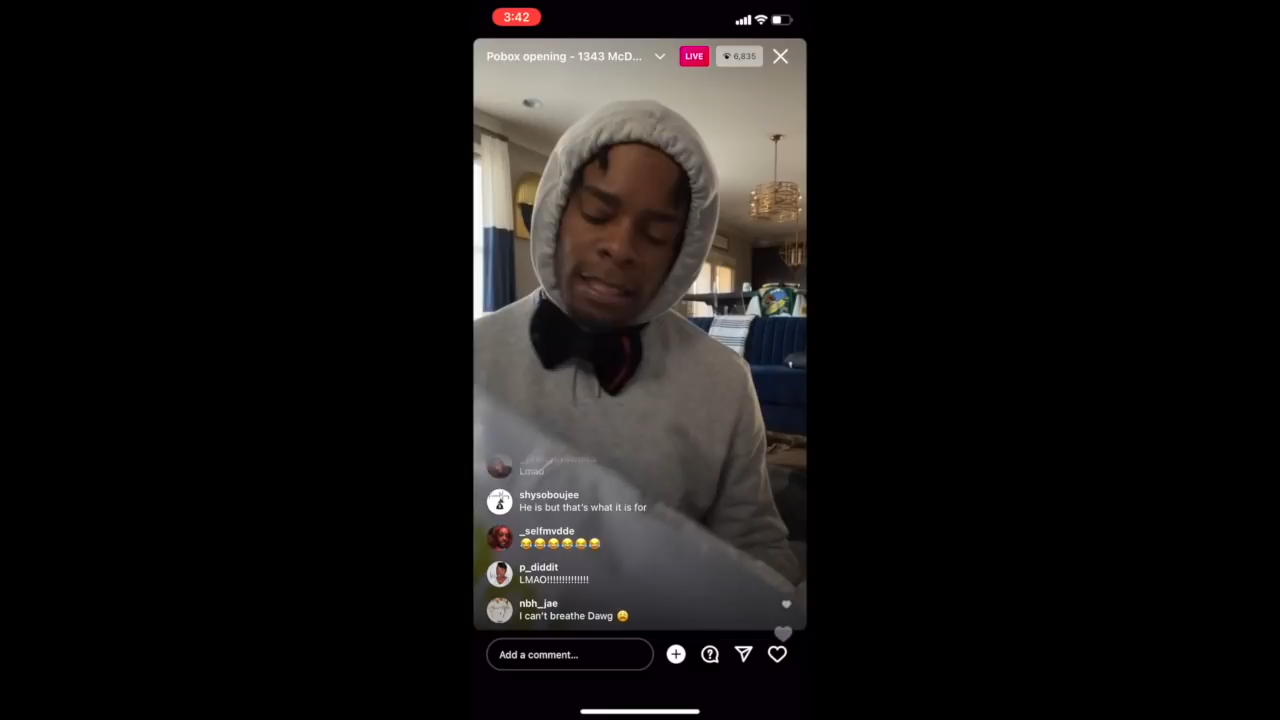 3:42
Pobox opening - 1343 McD...
LIVE
6,835
Lmao
shysoboujee
He is but that's what it is for
_selfmvdde
😂😂😂😂😂😂
p_diddit
LMAO!!!!!!!!!!!!!!
nbh_jae
I can't breathe Dawg 😩
Add a comment...